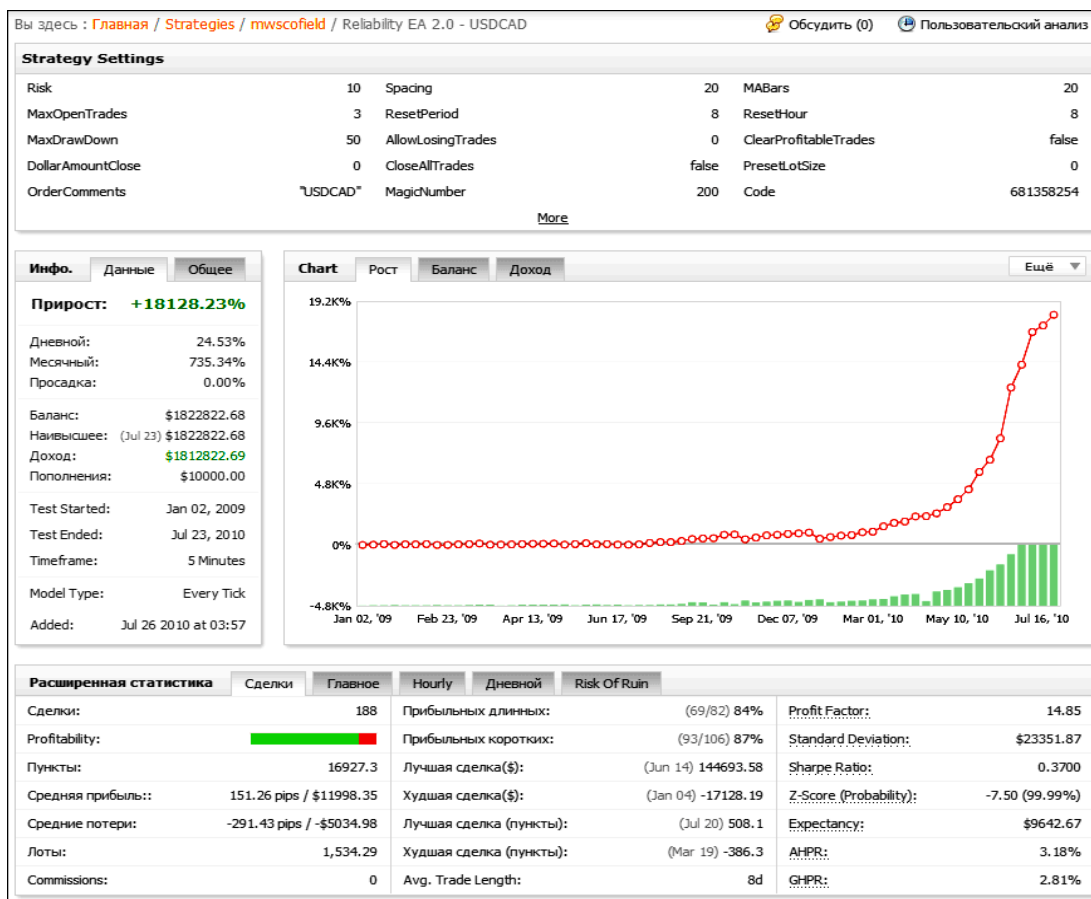 Вы здесь : Главная / Strategies / mwscofield / Reliability EA 2.0 - USDCAD Обсудить (0) Пользовательский анализ
Strategy Settings
Risk 10 Spacing 20 MABars 20
MaxOpenTrades 3 ResetPeriod 8 ResetHour 8
MaxDrawDown 50 AllowLosingTrades 0 ClearProfitableTrades false
DollarAmountClose 0 CloseAllTrades false PresetLotSize 0
OrderComments "USDCAD" MagicNumber 200 Code 681358254
More
Инфо. Данные Общее
Прирост: +18128.23%
Дневной: 24.53%
Месячный: 735.34%
Просадка: 0.00%
Баланс: $1822822.68
Наивысшее: (Jul 23) $1822822.68
Доход: $1812822.69
Пополнения: $10000.00
Test Started: Jan 02, 2009
Test Ended: Jul 23, 2010
Timeframe: 5 Minutes
Model Type: Every Tick
Added: Jul 26 2010 at 03:57
Chart Рост Баланс Доход Ещё
19.2K%
14.4K%
9.6K%
4.8K%
0%
-4.8K%
Jan 02, '09 Feb 23, '09 Apr 13, '09 Jun 17, '09 Sep 21, '09 Dec 07, '09 Mar 01, '10 May 10, '10 Jul 16, '10
Расширенная статистика Сделки Главное Hourly Дневной Risk Of Ruin
Сделки: 188 Прибыльных длинных: (69/82) 84% Profit Factor: 14.85
Profitability: Прибыльных коротких: (93/106) 87% Standard Deviation: $23351.87
Пункты: 16927.3 Лучшая сделка($): (Jun 14) 144693.58 Sharpe Ratio: 0.3700
Средняя прибыль:: 151.26 pips / $11998.35 Худшая сделка($): (Jan 04) -17128.19 Z-Score (Probability): -7.50 (99.99%)
Средние потери: -291.43 pips / -$5034.98 Лучшая сделка (пункты): (Jul 20) 508.1 Expectancy: $9642.67
Лоты: 1,534.29 Худшая сделка (пункты): (Mar 19) -386.3 AHPR: 3.18%
Commissions: 0 Avg. Trade Length: 8d GHPR: 2.81%